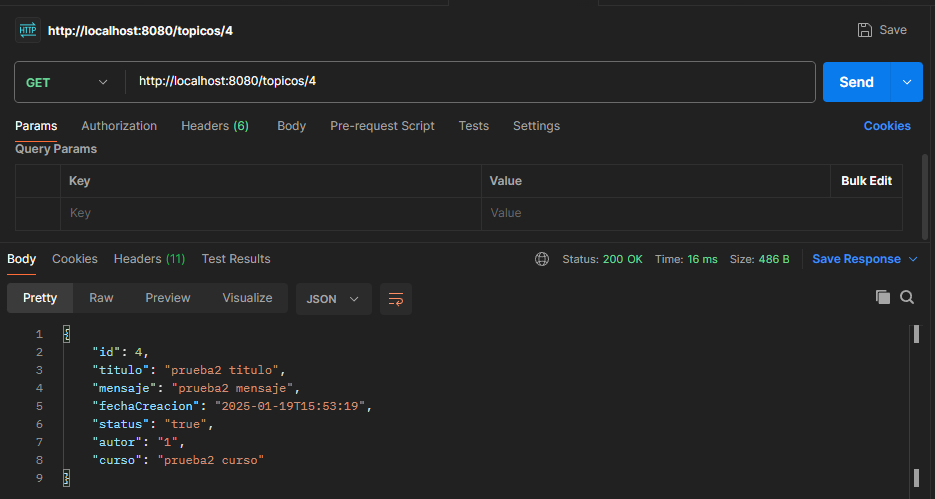 HTTP http://localhost:8080/topicos/4 Save
GET http://localhost:8080/topicos/4 Send
Params Authorization Headers (6) Body Pre-request Script Tests Settings Cookies
Query Params
Key Value Bulk Edit
Key Value
Body Cookies Headers (11) Test Results Status: 200 OK Time: 16 ms Size: 486 B Save Response
Pretty Raw Preview Visualize JSON
1 {
2 "id": 4,
3 "titulo": "prueba2 titulo",
4 "mensaje": "prueba2 mensaje",
5 "fechaCreacion": "2025-01-19T15:53:19",
6 "status": "true",
7 "autor": "1",
8 "curso": "prueba2 curso"
9 }